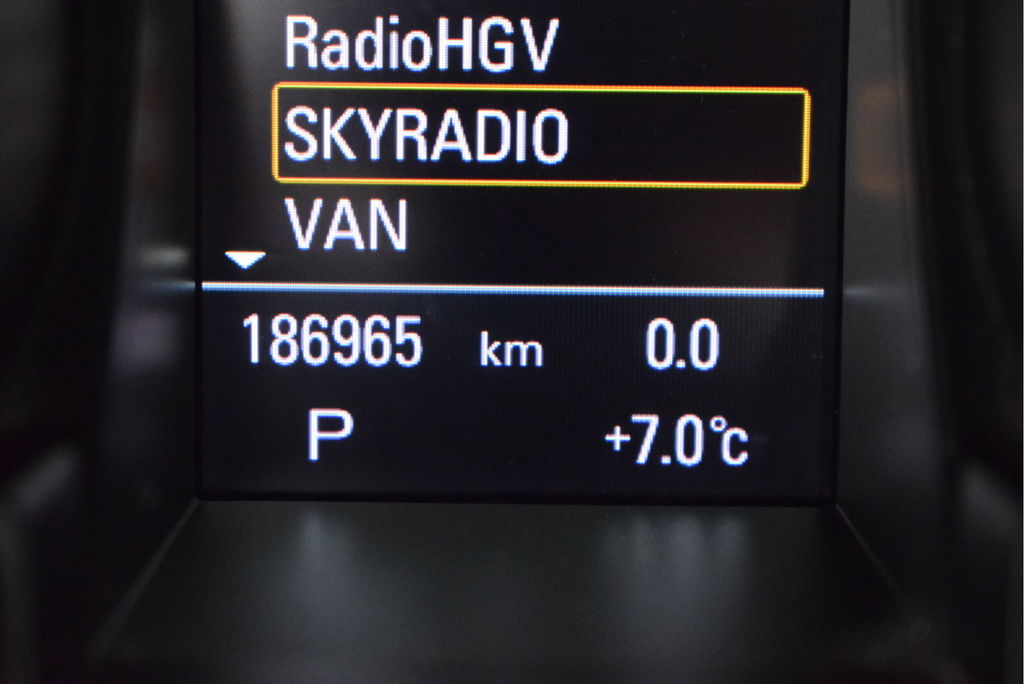 RadioHGV
SKYRADIO
VAN
186965 km 0.0
P +7.0°C